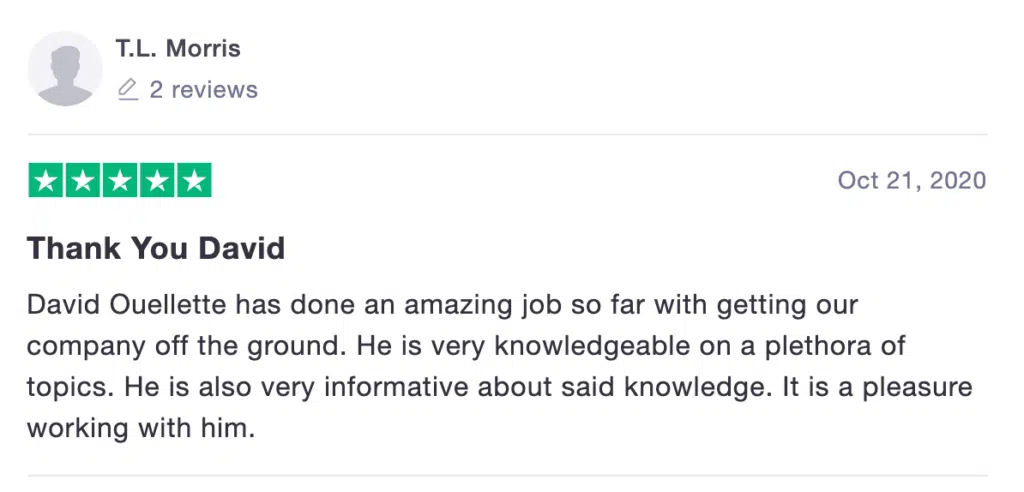 T.L. Morris
2 reviews
Oct 21, 2020
Thank You David
David Ouellette has done an amazing job so far with getting our
company off the ground. He is very knowledgeable on a plethora of
topics. He is also very informative about said knowledge. It is a pleasure
working with him.